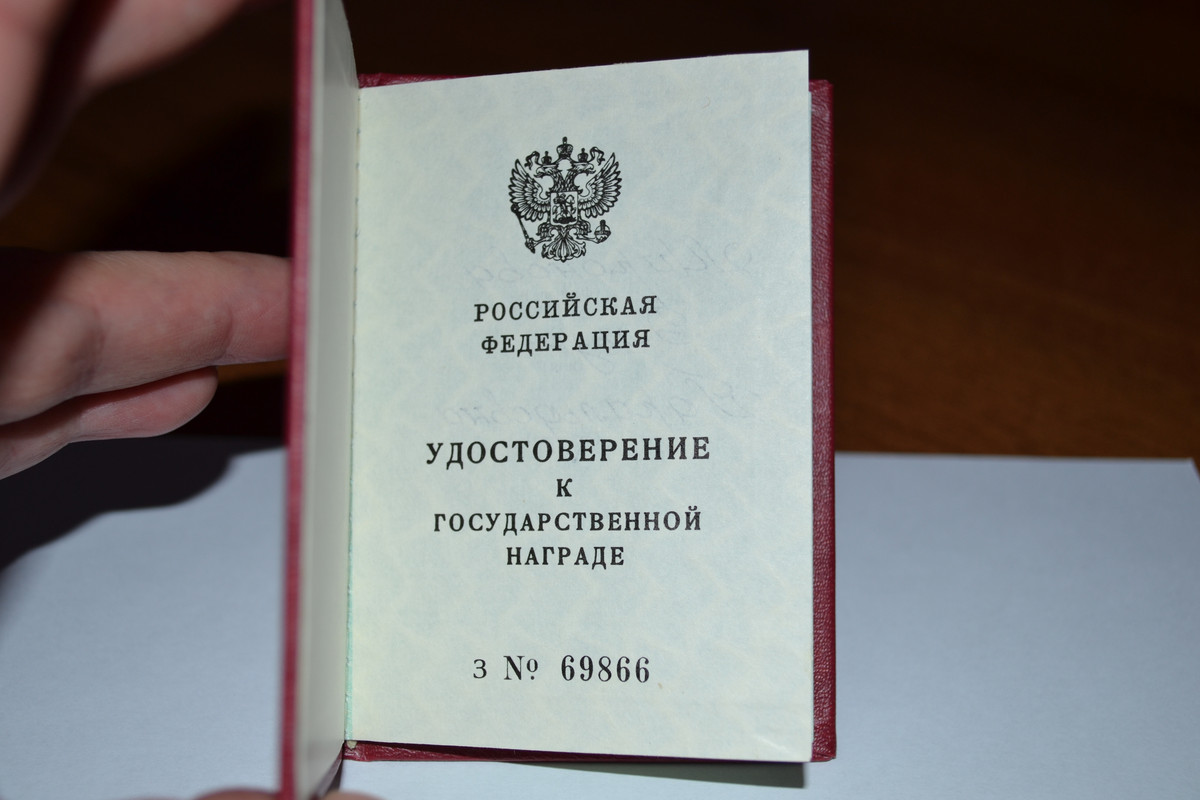 РОССИЙСКАЯ
ФЕДЕРАЦИЯ
УДОСТОВЕРЕНИЕ
К
ГОСУДАРСТВЕННОЙ
НАГРАДЕ
З № 69866